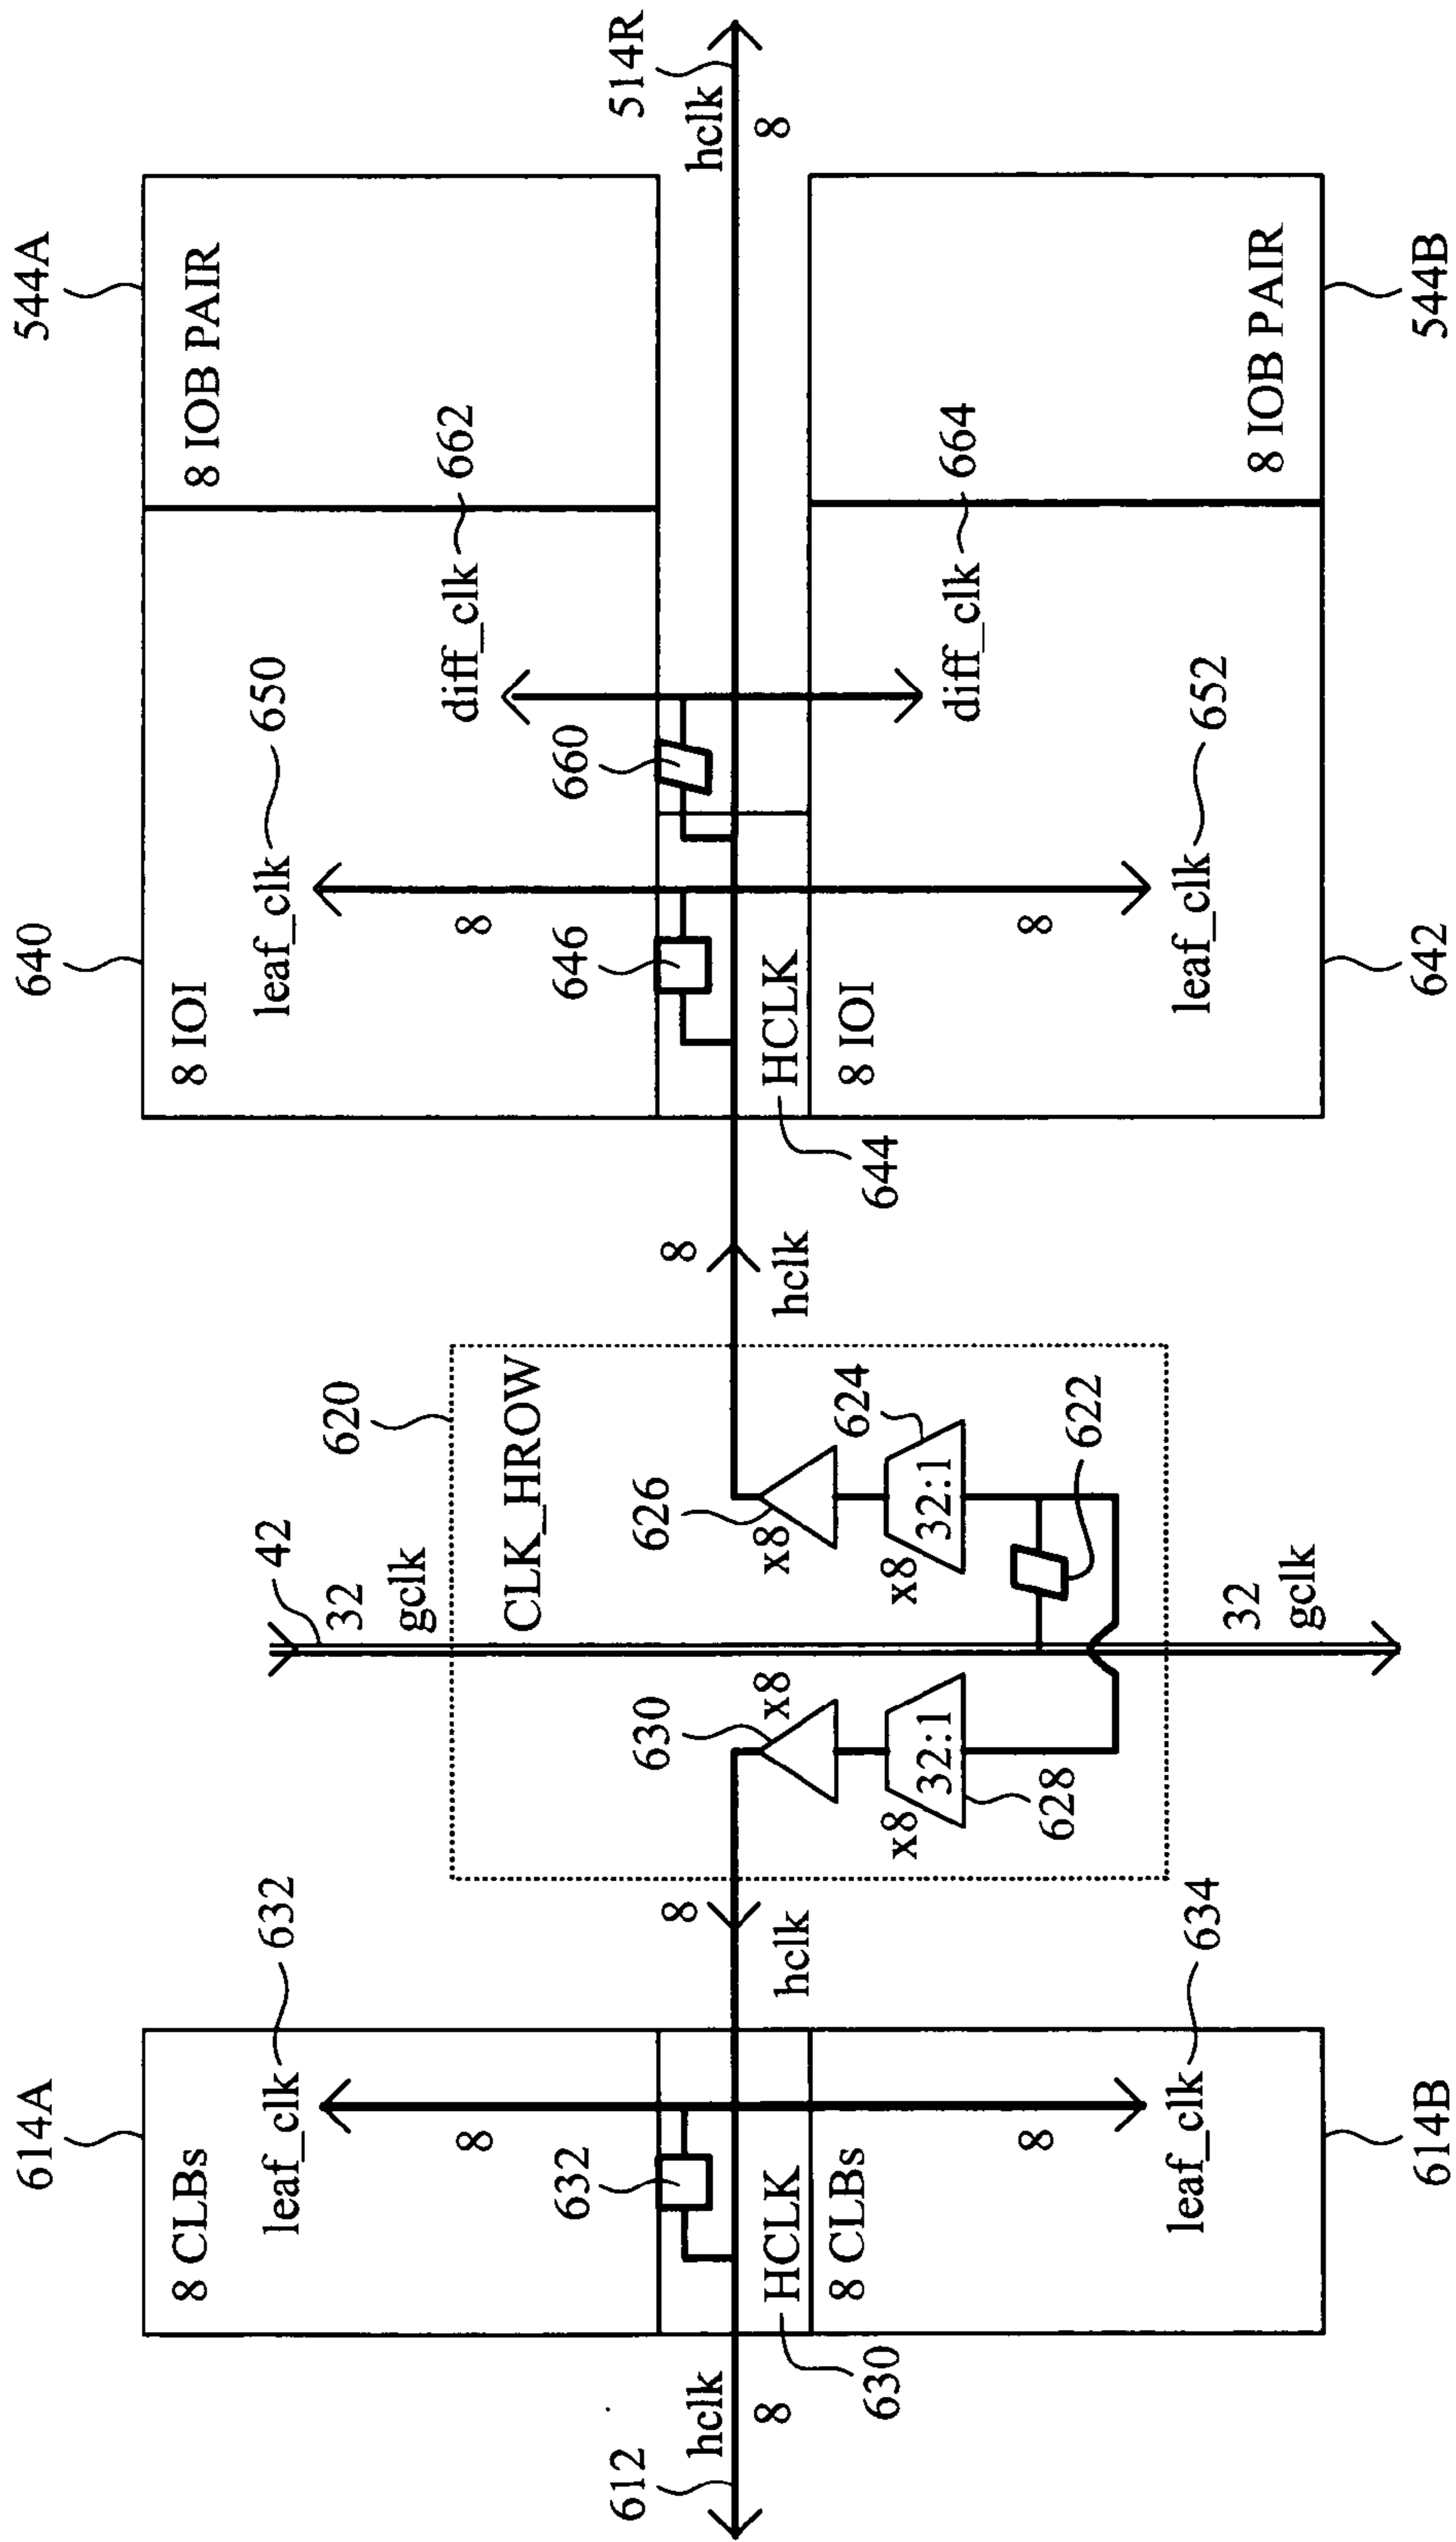 614A
8 CLBs
leaf_clk
632
8
632
HCLK
630
8 CLBs
8
leaf_clk
634
614B
612
hclk
8
8
hclk
42
32
gclk
620
CLK_HROW
630
x8
626
x8
x8
32:1
628
x8
32:1
624
622
32
gclk
8
hclk
640
8 IOI
leaf_clk
650
8
646
660
diff_clk
662
544A
8 IOB PAIR
HCLK
644
8 IOI
8
leaf_clk
652
642
diff_clk
664
8 IOB PAIR
544B
514R
hclk
8